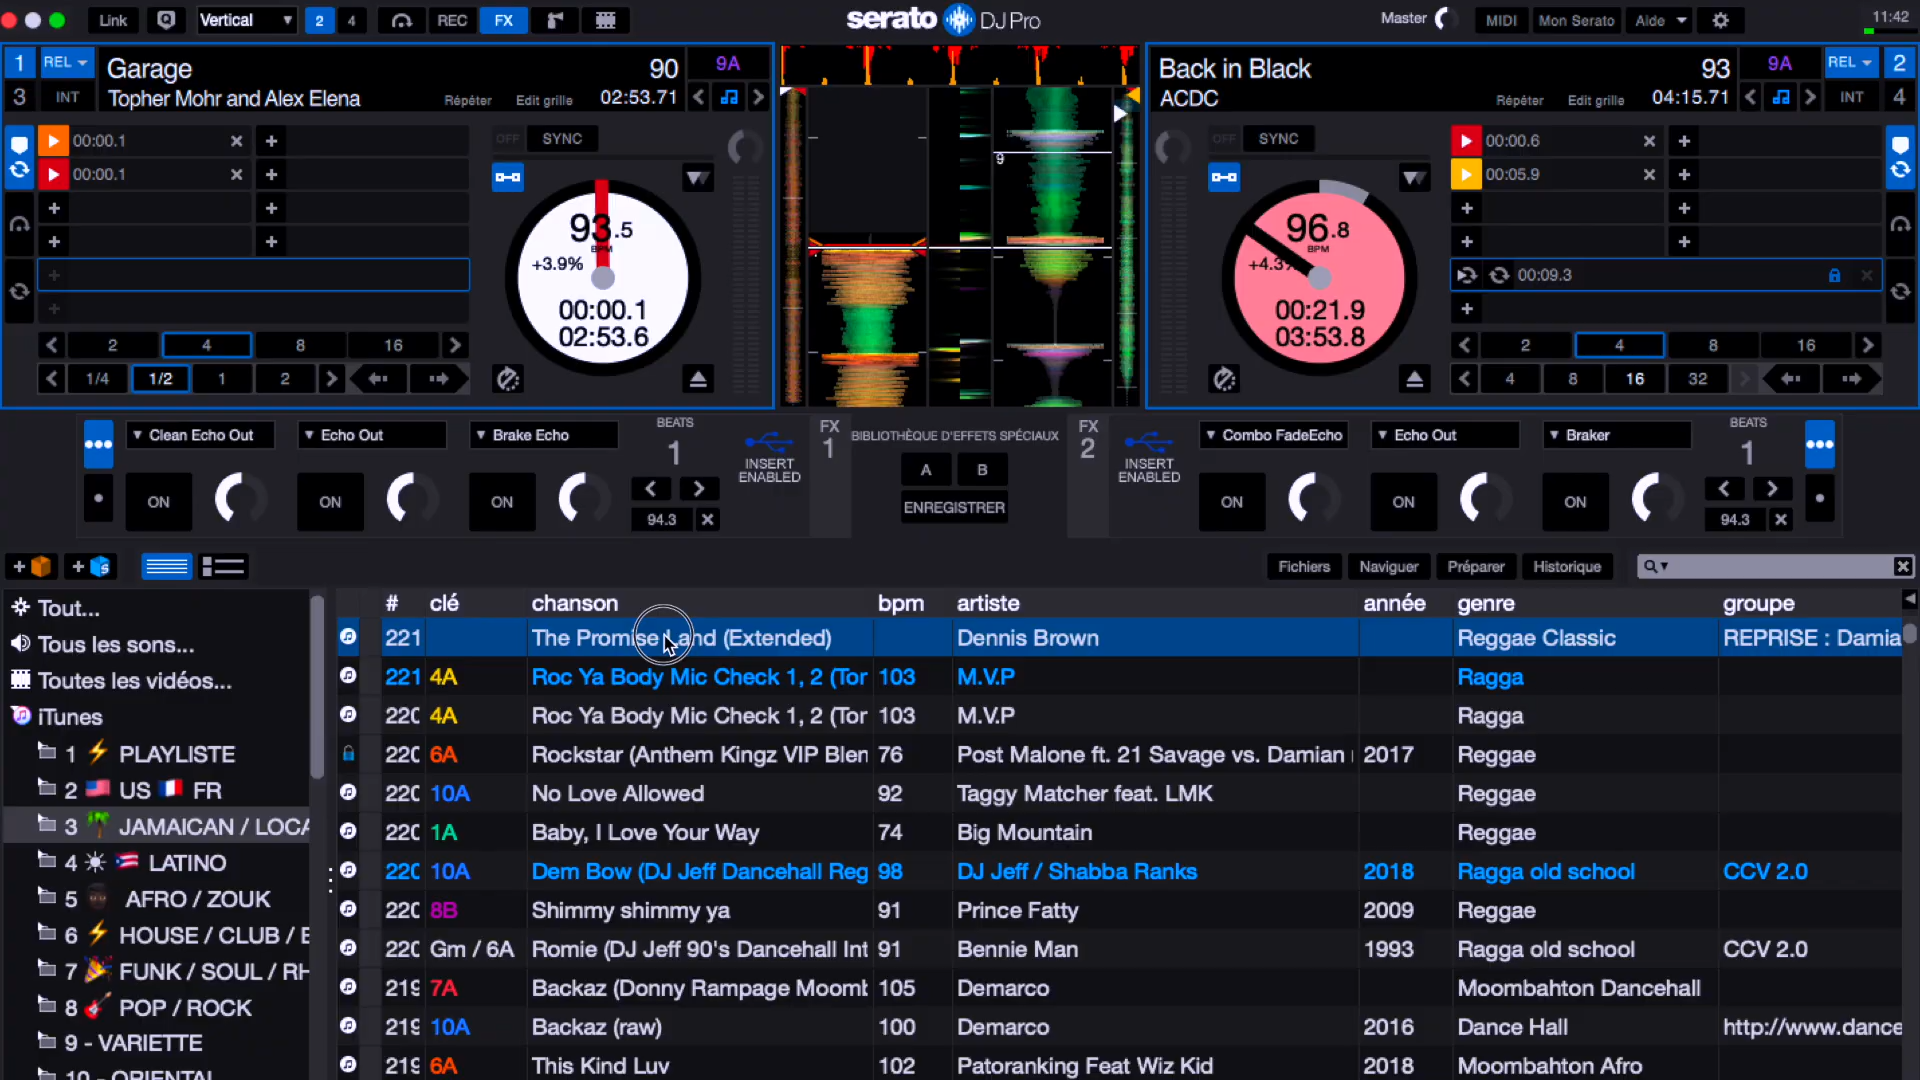 Link Vertical 2 4 REC FX serato DJ Pro Master MIDI Mon Serato Aide 11:42
1 REL Garage 90 9A
3 INT Topher Mohr and Alex Elena Répéter Edit grille 02:53.71
Back in Black 93 9A REL 2
ACDC Répéter Edit grille 04:15.71 INT 4
00:00.1 OFF SYNC
00:00.1
93.5
BPM
+3.9%
00:00.1
02:53.6
2 4 8 16
1/4 1/2 1 2
9
OFF SYNC 00:00.6
00:05.9
96.8
BPM
+4.3%
00:21.9
03:53.8
00:09.3
2 4 8 16
4 8 16 32
Clean Echo Out Echo Out Brake Echo BEATS
1
INSERT
ENABLED
FX
1
ON ON ON 94.3
BIBLIOTHÈQUE D'EFFETS SPÉCIAUX
A B
ENREGISTRER
FX
2
INSERT
ENABLED
Combo FadeEcho Echo Out Braker BEATS
1
ON ON ON 94.3
Fichiers Naviguer Préparer Historique
Tout...
Tous les sons...
Toutes les vidéos...
iTunes
1 ⚡ PLAYLISTE
2 🇺🇸 US 🇫🇷 FR
3 🌴 JAMAICAN / LOCA
4 ☀ 🇵🇷 LATINO
5 AFRO / ZOUK
6 ⚡ HOUSE / CLUB / E
7 🎉 FUNK / SOUL / RH
8 🎸 POP / ROCK
9 - VARIETTE
10 - ORIENTAL
# clé chanson bpm artiste année genre groupe
221 The Promise Land (Extended) Dennis Brown Reggae Classic REPRISE : Damia
221 4A Roc Ya Body Mic Check 1, 2 (Tor 103 M.V.P Ragga
220 4A Roc Ya Body Mic Check 1, 2 (Tor 103 M.V.P Ragga
220 6A Rockstar (Anthem Kingz VIP Blen 76 Post Malone ft. 21 Savage vs. Damian 2017 Reggae
220 10A No Love Allowed 92 Taggy Matcher feat. LMK Reggae
220 1A Baby, I Love Your Way 74 Big Mountain Reggae
220 10A Dem Bow (DJ Jeff Dancehall Reg 98 DJ Jeff / Shabba Ranks 2018 Ragga old school CCV 2.0
220 8B Shimmy shimmy ya 91 Prince Fatty 2009 Reggae
220 Gm / 6A Romie (DJ Jeff 90's Dancehall Int 91 Bennie Man 1993 Ragga old school CCV 2.0
219 7A Backaz (Donny Rampage Moomb 105 Demarco Moombahton Dancehall
219 10A Backaz (raw) 100 Demarco 2016 Dance Hall http://www.dance
219 6A This Kind Luv 102 Patoranking Feat Wiz Kid 2018 Moombahton Afro